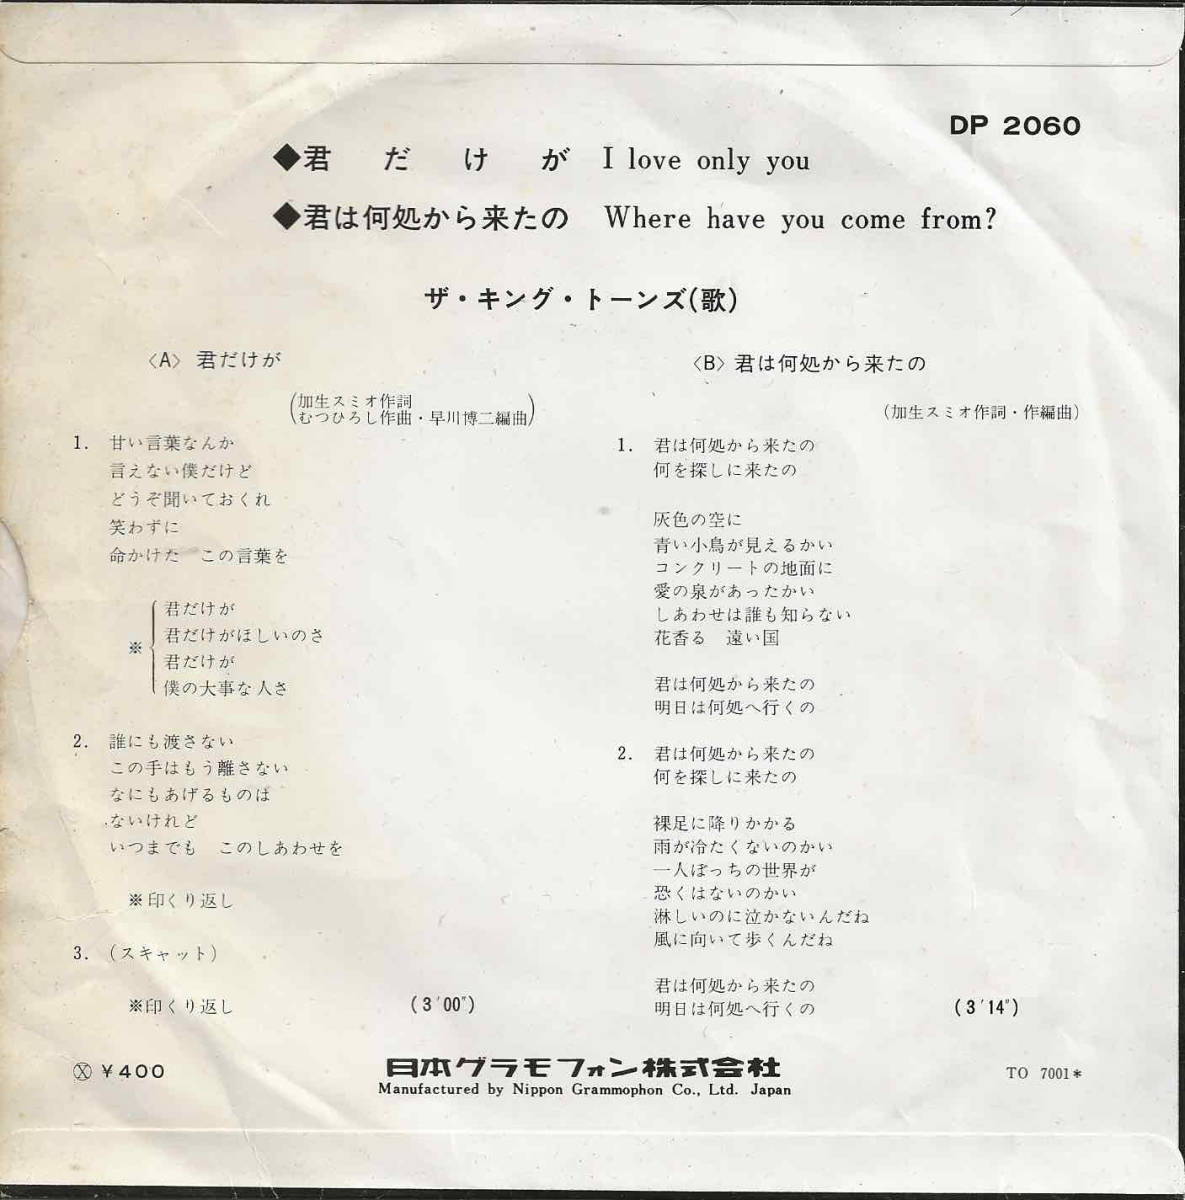 DP 2060
◆君だけが I love only you
◆君は何処から来たの Where have you come from?
ザ・キング・トーンズ(歌)
〈A〉 君だけが
(加生スミオ作詞
むつひろし作曲・早川博二編曲)
1. 甘い言葉なんか
言えない僕だけど
どうぞ聞いておくれ
笑わずに
命かけた この言葉を
※
君だけが
君だけがほしいのさ
君だけが
僕の大事な人さ
2. 誰にも渡さない
この手はもう離さない
なにもあげるものは
ないけれど
いつまでも このしあわせを
※印くり返し
3. (スキャット)
※印くり返し
(3′00″)
〈B〉 君は何処から来たの
(加生スミオ作詞・作編曲)
1. 君は何処から来たの
何を探しに来たの
灰色の空に
青い小鳥が見えるかい
コンクリートの地面に
愛の泉があったかい
しあわせは誰も知らない
花香る 遠い国
君は何処から来たの
明日は何処へ行くの
2. 君は何処から来たの
何を探しに来たの
裸足に降りかかる
雨が冷たくないのかい
一人ぼっちの世界が
恐くはないのかい
淋しいのに泣かないんだね
風に向いて歩くんだね
君は何処から来たの
明日は何処へ行くの
(3′14″)
Ⓧ ¥400
日本グラモフォン株式会社
Manufactured by Nippon Grammophon Co., Ltd. Japan
TO 7001*